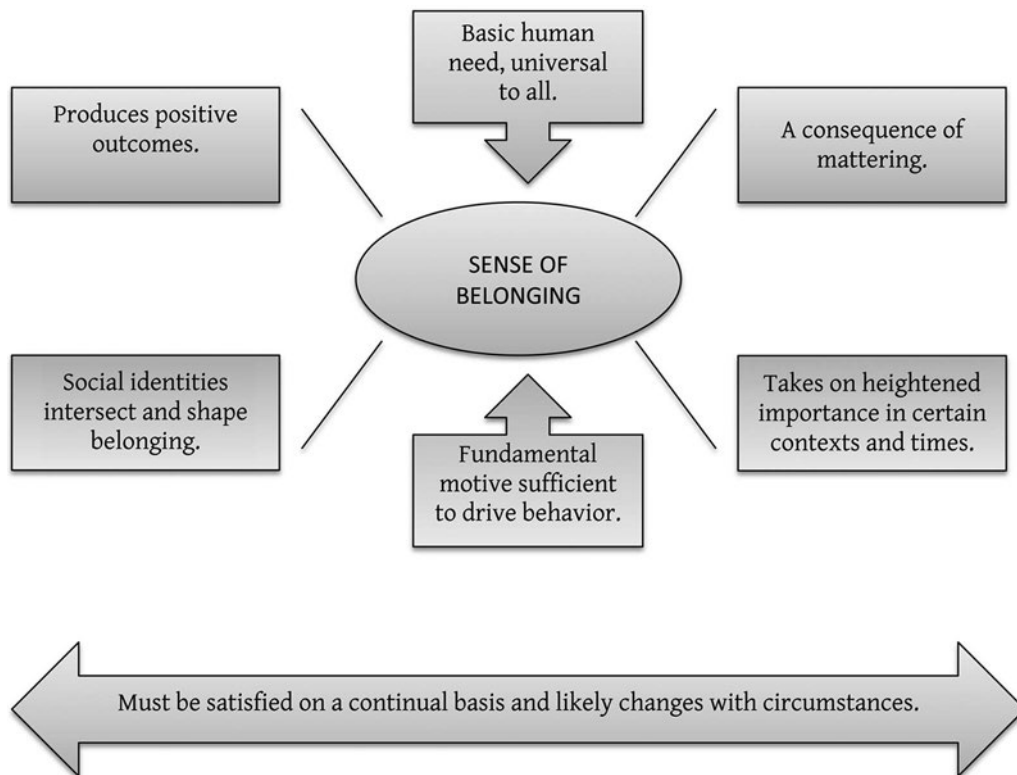 Basic human
need, universal
to all.
Produces positive
outcomes.
A consequence of
mattering.
SENSE OF
BELONGING
Social identities
intersect and shape
belonging.
Takes on heightened
importance in certain
contexts and times.
Fundamental
motive sufficient
to drive behavior.
Must be satisfied on a continual basis and likely changes with circumstances.